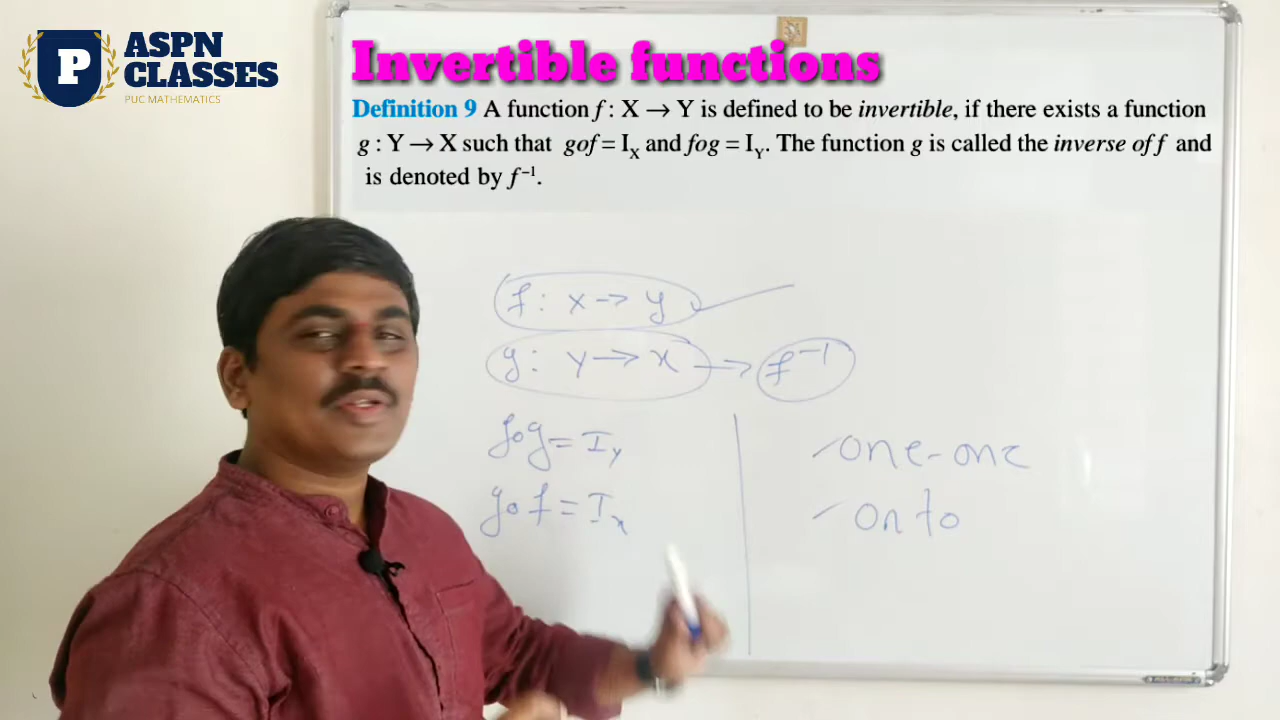 P
ASPN
CLASSES
PUC MATHEMATICS
Invertible functions
Definition 9 A function f : X → Y is defined to be invertible, if there exists a function
g : Y → X such that gof = I_X and fog = I_Y. The function g is called the inverse of f and
is denoted by f⁻¹.
f: x → y
g: y → x → f⁻¹
fog = I_y
gof = I_x
one-one
onto